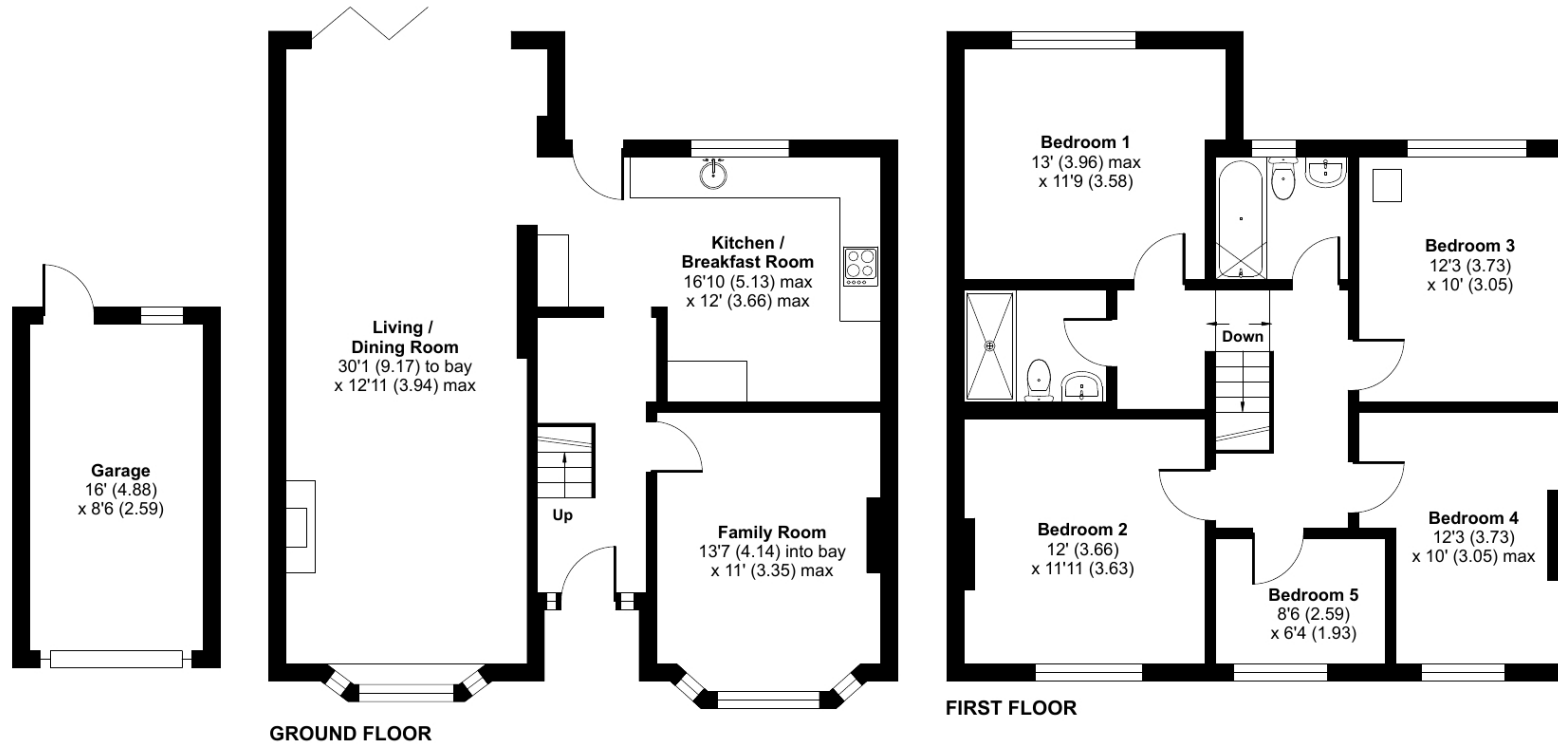 Garage
16' (4.88)
x 8'6 (2.59)
Living /
Dining Room
30'1 (9.17) to bay
x 12'11 (3.94) max
Kitchen /
Breakfast Room
16'10 (5.13) max
x 12' (3.66) max
Up
Family Room
13'7 (4.14) into bay
x 11' (3.35) max
GROUND FLOOR
Bedroom 1
13' (3.96) max
x 11'9 (3.58)
Bedroom 3
12'3 (3.73)
x 10' (3.05)
Down
Bedroom 2
12' (3.66)
x 11'11 (3.63)
Bedroom 4
12'3 (3.73)
x 10' (3.05) max
Bedroom 5
8'6 (2.59)
x 6'4 (1.93)
FIRST FLOOR